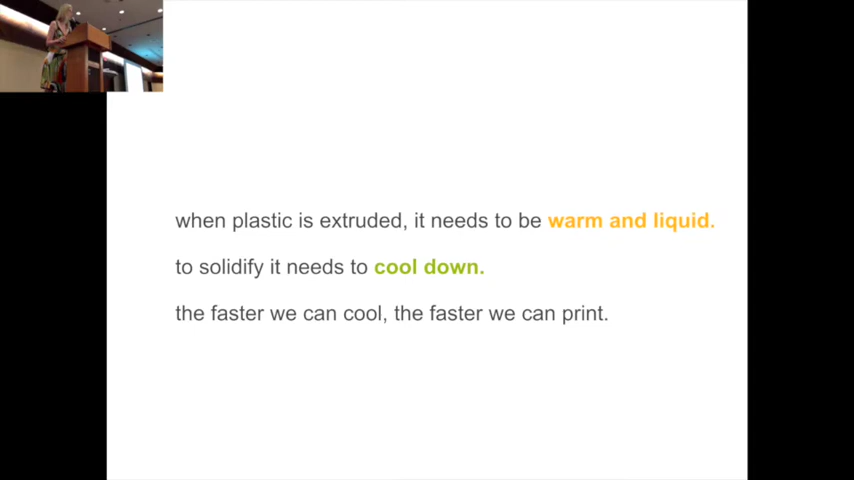 when plastic is extruded, it needs to be warm and liquid.
to solidify it needs to cool down.
the faster we can cool, the faster we can print.